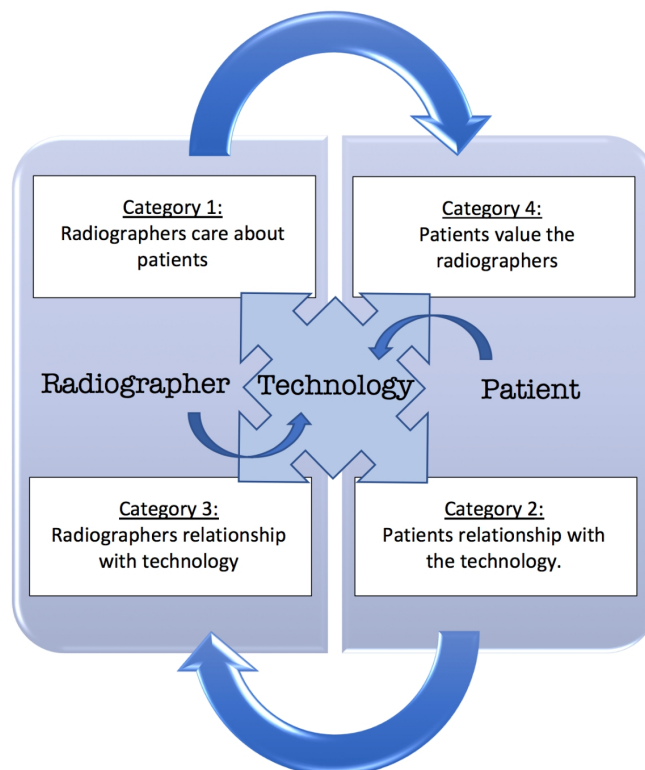 Category 1:
Radiographers care about
patients
Category 4:
Patients value the
radiographers
Radiographer
Technology
Patient
Category 3:
Radiographers relationship
with technology
Category 2:
Patients relationship with
the technology.